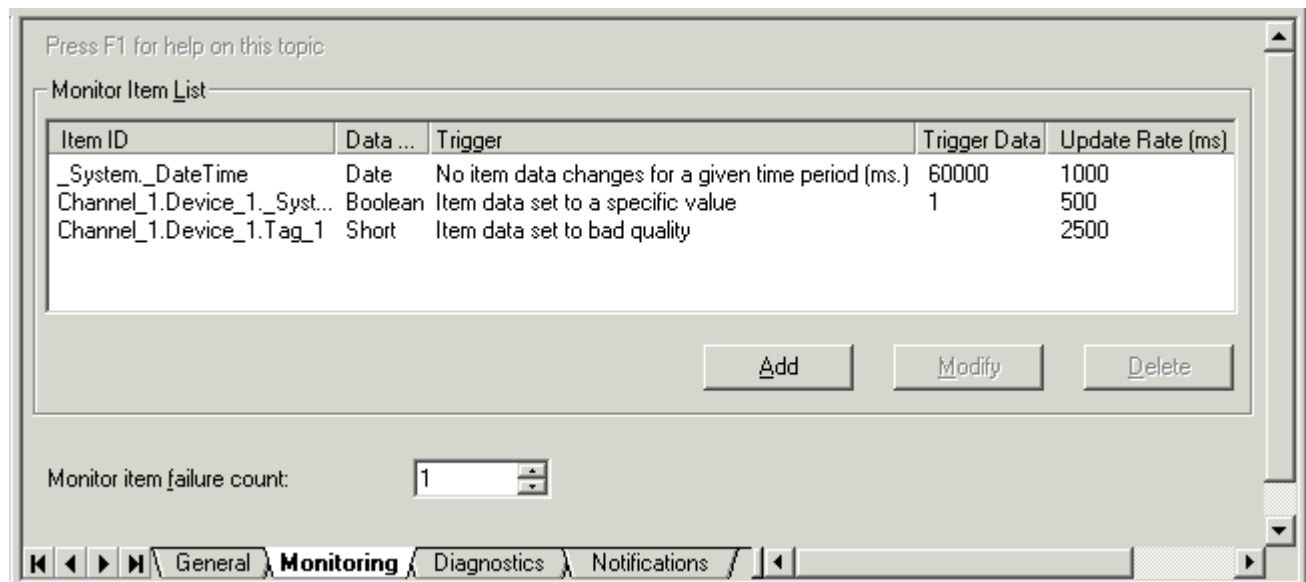 Press F1 for help on this topic
Monitor Item List
Item ID Data ... Trigger Trigger Data Update Rate (ms)
_System._DateTime Date No item data changes for a given time period (ms.) 60000 1000
Channel_1.Device_1._Syst... Boolean Item data set to a specific value 1 500
Channel_1.Device_1.Tag_1 Short Item data set to bad quality 2500
Add Modify Delete
Monitor item failure count: 1
General Monitoring Diagnostics Notifications